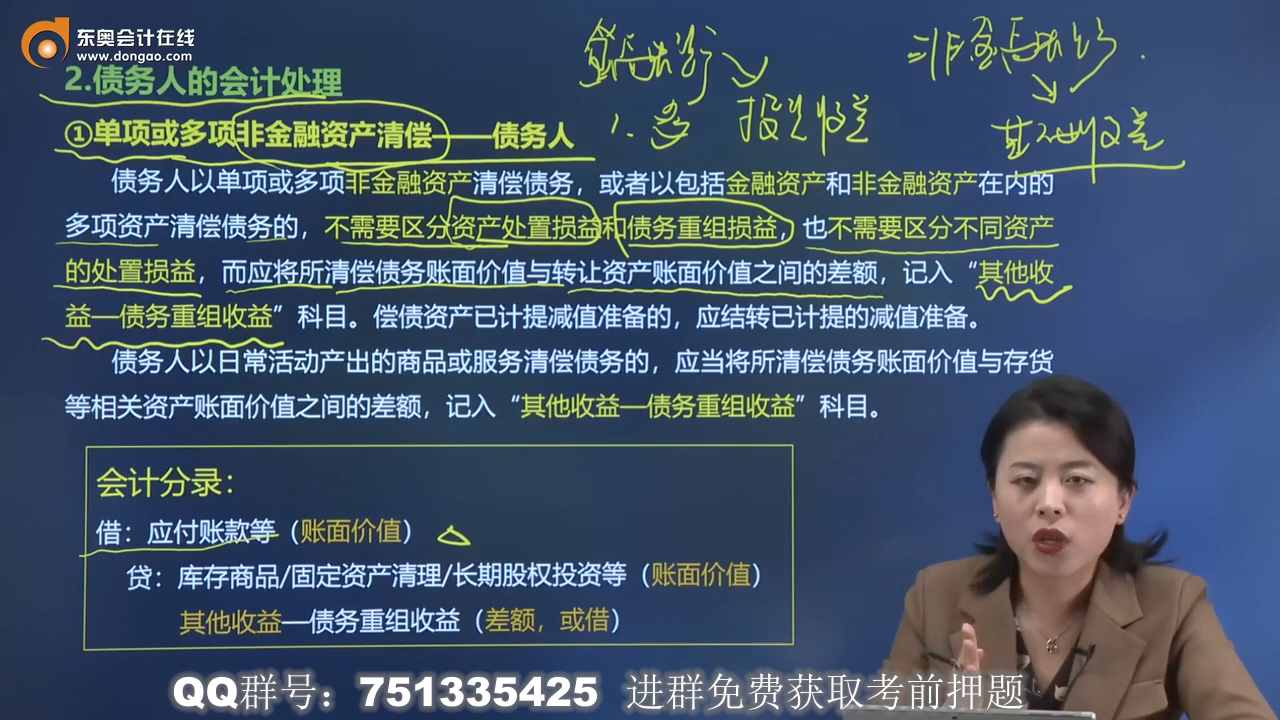 东奥会计在线
www.dongao.com
2.债务人的会计处理
①单项或多项非金融资产清偿——债务人
非金融资产
投资收益
其他收益
债务人以单项或多项非金融资产清偿债务，或者以包括金融资产和非金融资产在内的
多项资产清偿债务的，不需要区分资产处置损益和债务重组损益，也不需要区分不同资产
的处置损益，而应将所清偿债务账面价值与转让资产账面价值之间的差额，记入“其他收
益—债务重组收益”科目。偿债资产已计提减值准备的，应结转已计提的减值准备。
债务人以日常活动产出的商品或服务清偿债务的，应当将所清偿债务账面价值与存货
等相关资产账面价值之间的差额，记入“其他收益—债务重组收益”科目。
会计分录：
借：应付账款等（账面价值）
贷：库存商品/固定资产清理/长期股权投资等（账面价值）
其他收益—债务重组收益（差额，或借）
QQ群号：751335425 进群免费获取考前押题